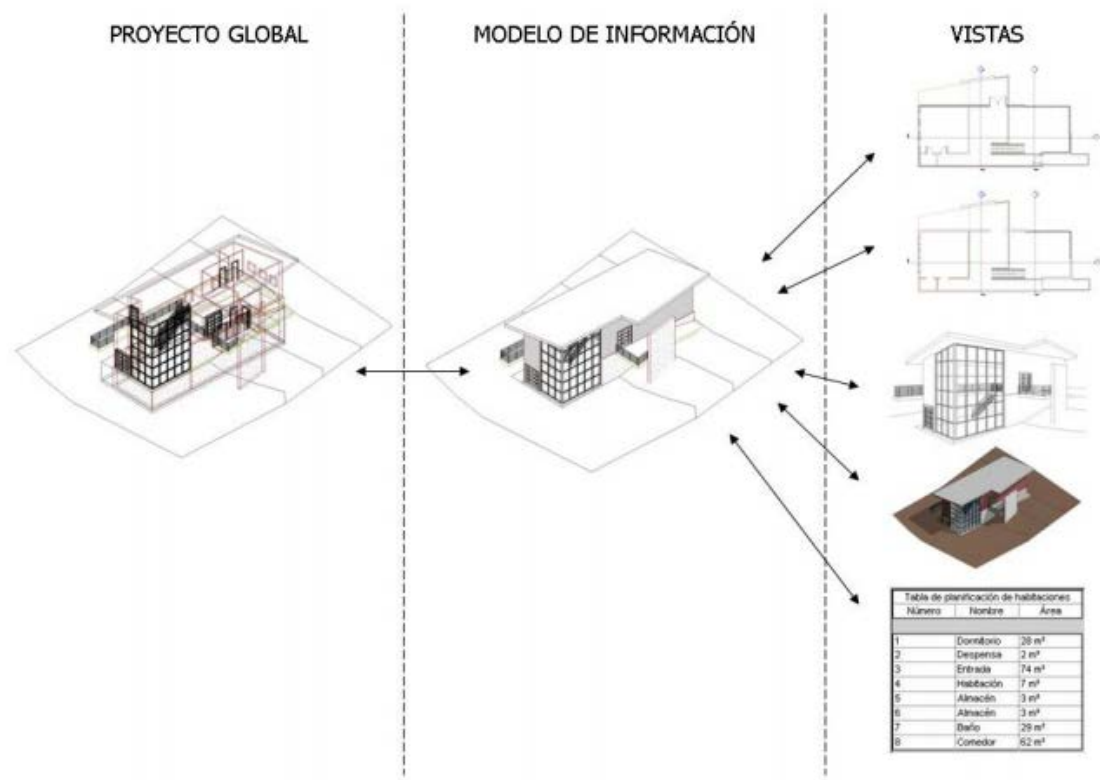 PROYECTO GLOBAL
MODELO DE INFORMACIÓN
VISTAS
Tabla de planificación de habitaciones
Número Nombre Área
1 Dormitorio 28 m²
2 Despensa 2 m²
3 Entrada 74 m²
4 Habitación 7 m²
5 Almacén 3 m²
6 Almacén 3 m²
7 Baño 29 m²
8 Comedor 62 m²